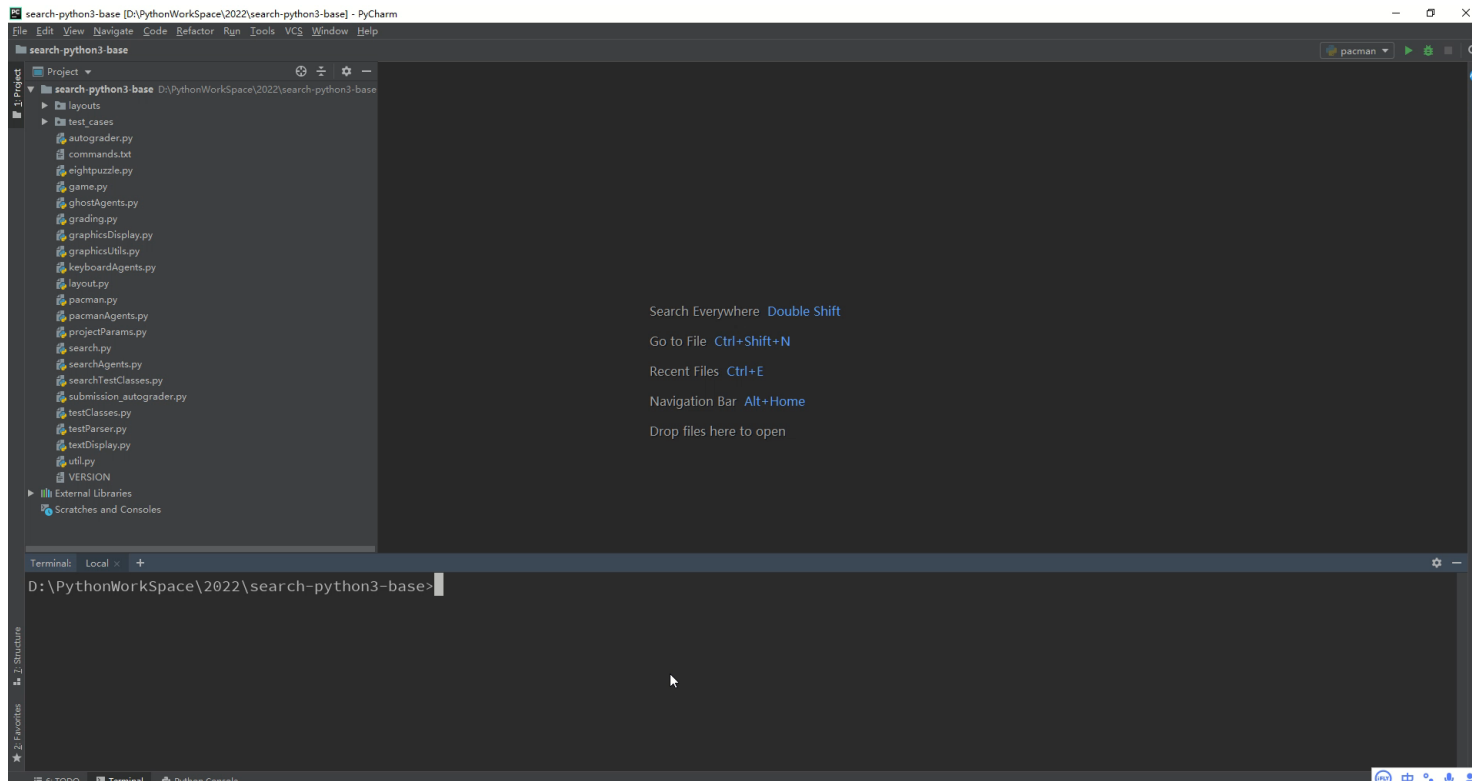 search-python3-base [D:\PythonWorkSpace\2022\search-python3-base] - PyCharm
File Edit View Navigate Code Refactor Run Tools VCS Window Help
search-python3-base
pacman
1: Project
Project
search-python3-base D:\PythonWorkSpace\2022\search-python3-base
layouts
test_cases
autograder.py
commands.txt
eightpuzzle.py
game.py
ghostAgents.py
grading.py
graphicsDisplay.py
graphicsUtils.py
keyboardAgents.py
layout.py
pacman.py
pacmanAgents.py
projectParams.py
search.py
searchAgents.py
searchTestClasses.py
submission_autograder.py
testClasses.py
testParser.py
textDisplay.py
util.py
VERSION
External Libraries
Scratches and Consoles
Search Everywhere Double Shift
Go to File Ctrl+Shift+N
Recent Files Ctrl+E
Navigation Bar Alt+Home
Drop files here to open
Terminal: Local
D:\PythonWorkSpace\2022\search-python3-base>
7: Structure
2: Favorites
6: TODO Terminal Python Console
中